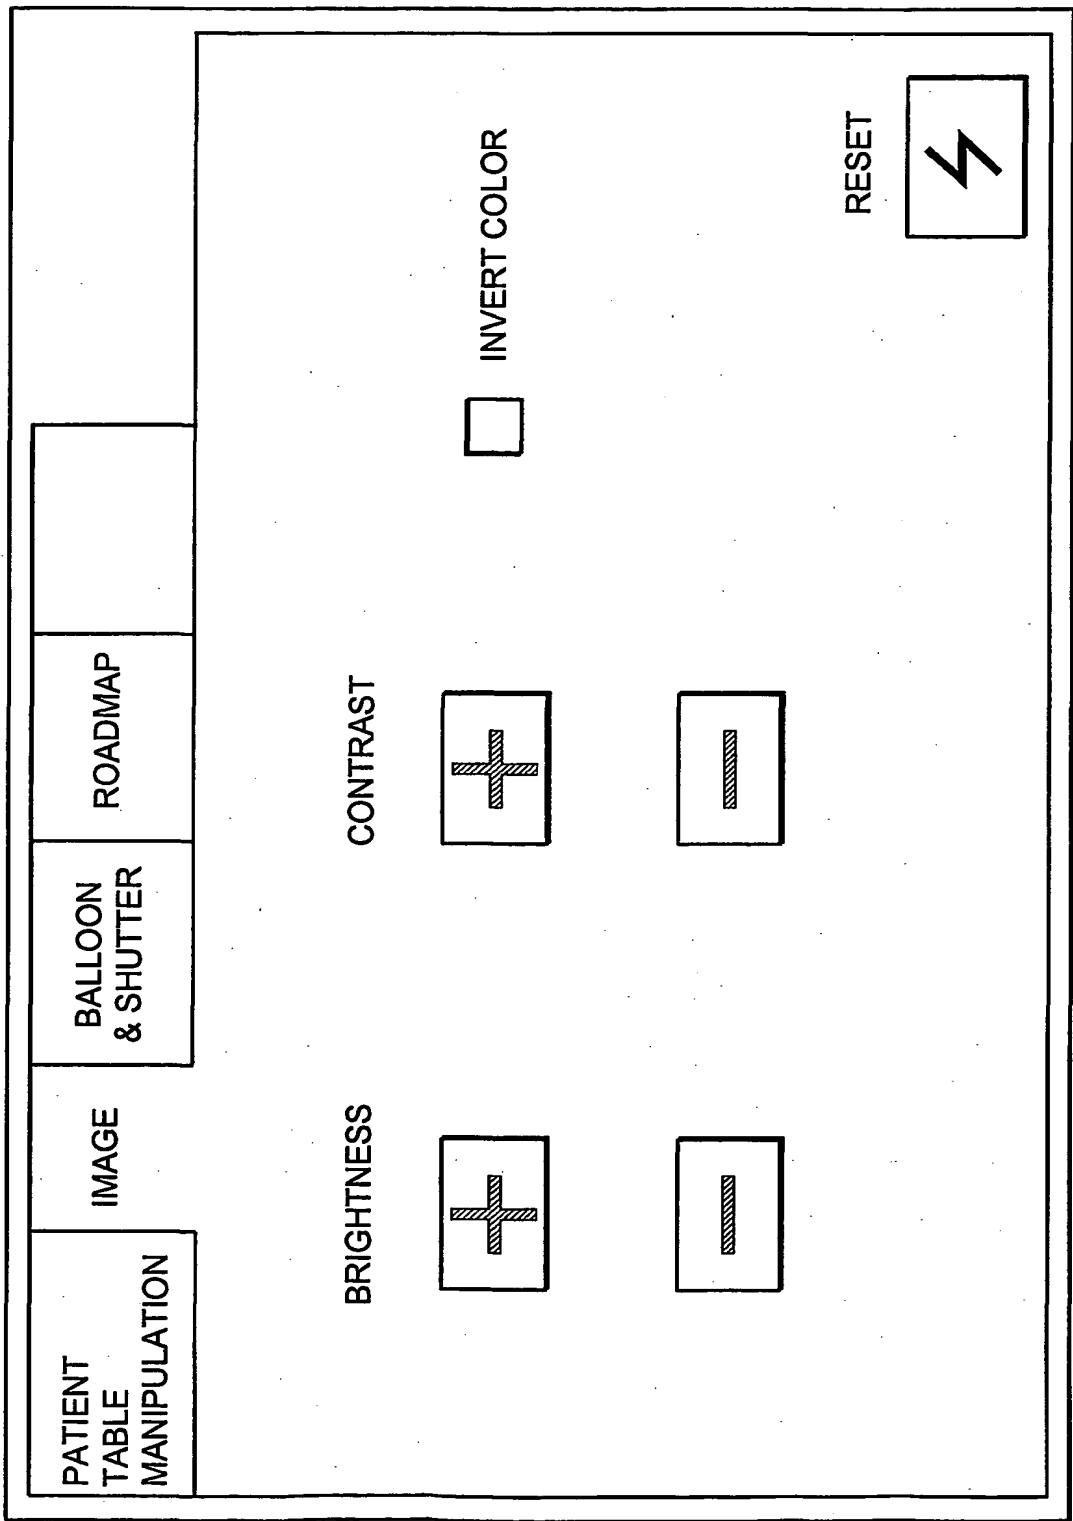 PATIENT
TABLE
MANIPULATION
IMAGE
BALLOON
& SHUTTER
ROADMAP
BRIGHTNESS
CONTRAST
INVERT COLOR
RESET